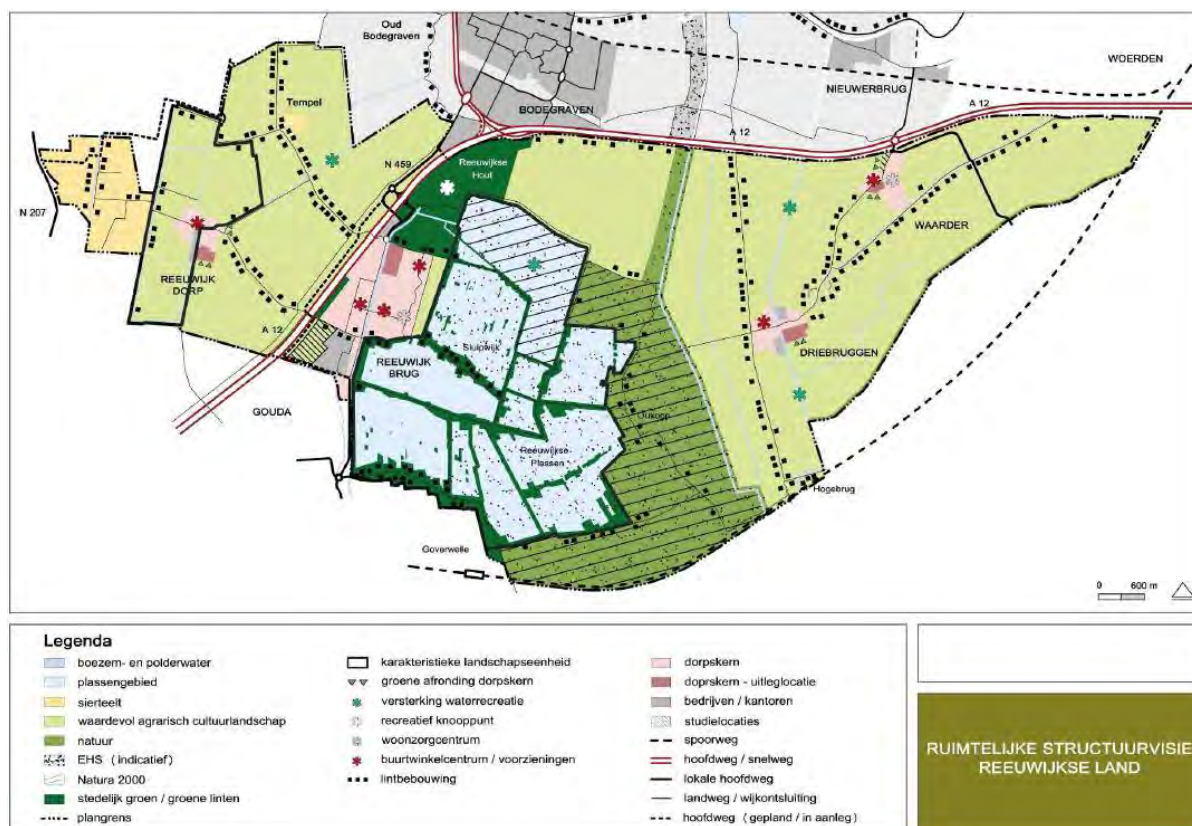 Oud
Bodegraven
WOERDEN
NIEUWERBRUG
Tempel
BODEGRAVEN
A 12
A 12
N 459
Reeuwijkse
Hout
N 207
WAARDER
REEUWIJK
DORP
A 12
Sluipwijk
DRIEBRUGGEN
REEUWIJK
BRUG
GOUDA
Oukoop
Reeuwijkse
Plassen
Hogebrug
Goverwelle
0 600 m
Legenda
boezem- en polderwater
plassengebied
sierteelt
waardevol agrarisch cultuurlandschap
natuur
EHS (indicatief)
Natura 2000
stedelijk groen / groene linten
plangrens
karakteristieke landschapseenheid
groene afronding dorpskern
versterking waterrecreatie
recreatief knooppunt
woonzorgcentrum
buurtwinkelcentrum / voorzieningen
lintbebouwing
dorpskern
doprskern - uitleglocatie
bedrijven / kantoren
studielocaties
spoorweg
hoofdweg / snelweg
lokale hoofdweg
landweg / wijkontsluiting
hoofdweg (gepland / in aanleg)
RUIMTELIJKE STRUCTUURVISIE
REEUWIJKSE LAND